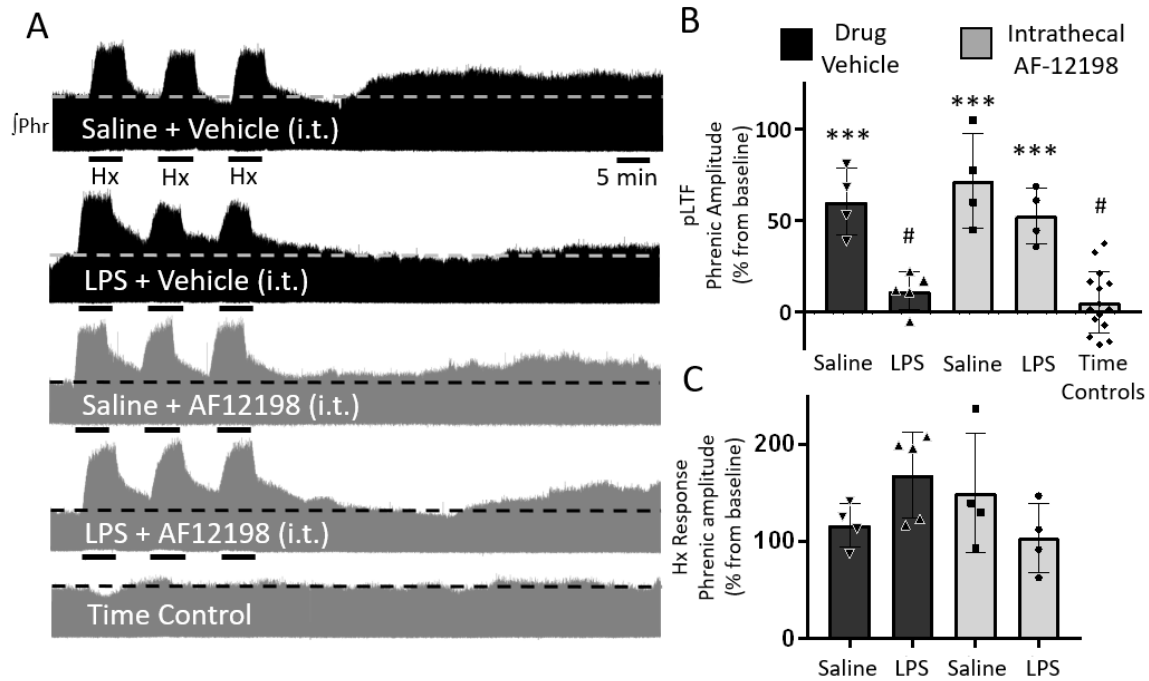 A
∫Phr
Saline + Vehicle (i.t.)
Hx
Hx
Hx
5 min
LPS + Vehicle (i.t.)
Saline + AF12198 (i.t.)
LPS + AF12198 (i.t.)
Time Control
B
Drug
Vehicle
Intrathecal
AF-12198
pLTF
Phrenic Amplitude
(% from baseline)
100
50
0
***
#
***
***
#
Saline
LPS
Saline
LPS
Time
Controls
C
Hx Response
Phrenic amplitude
(% from baseline)
200
100
0
Saline
LPS
Saline
LPS